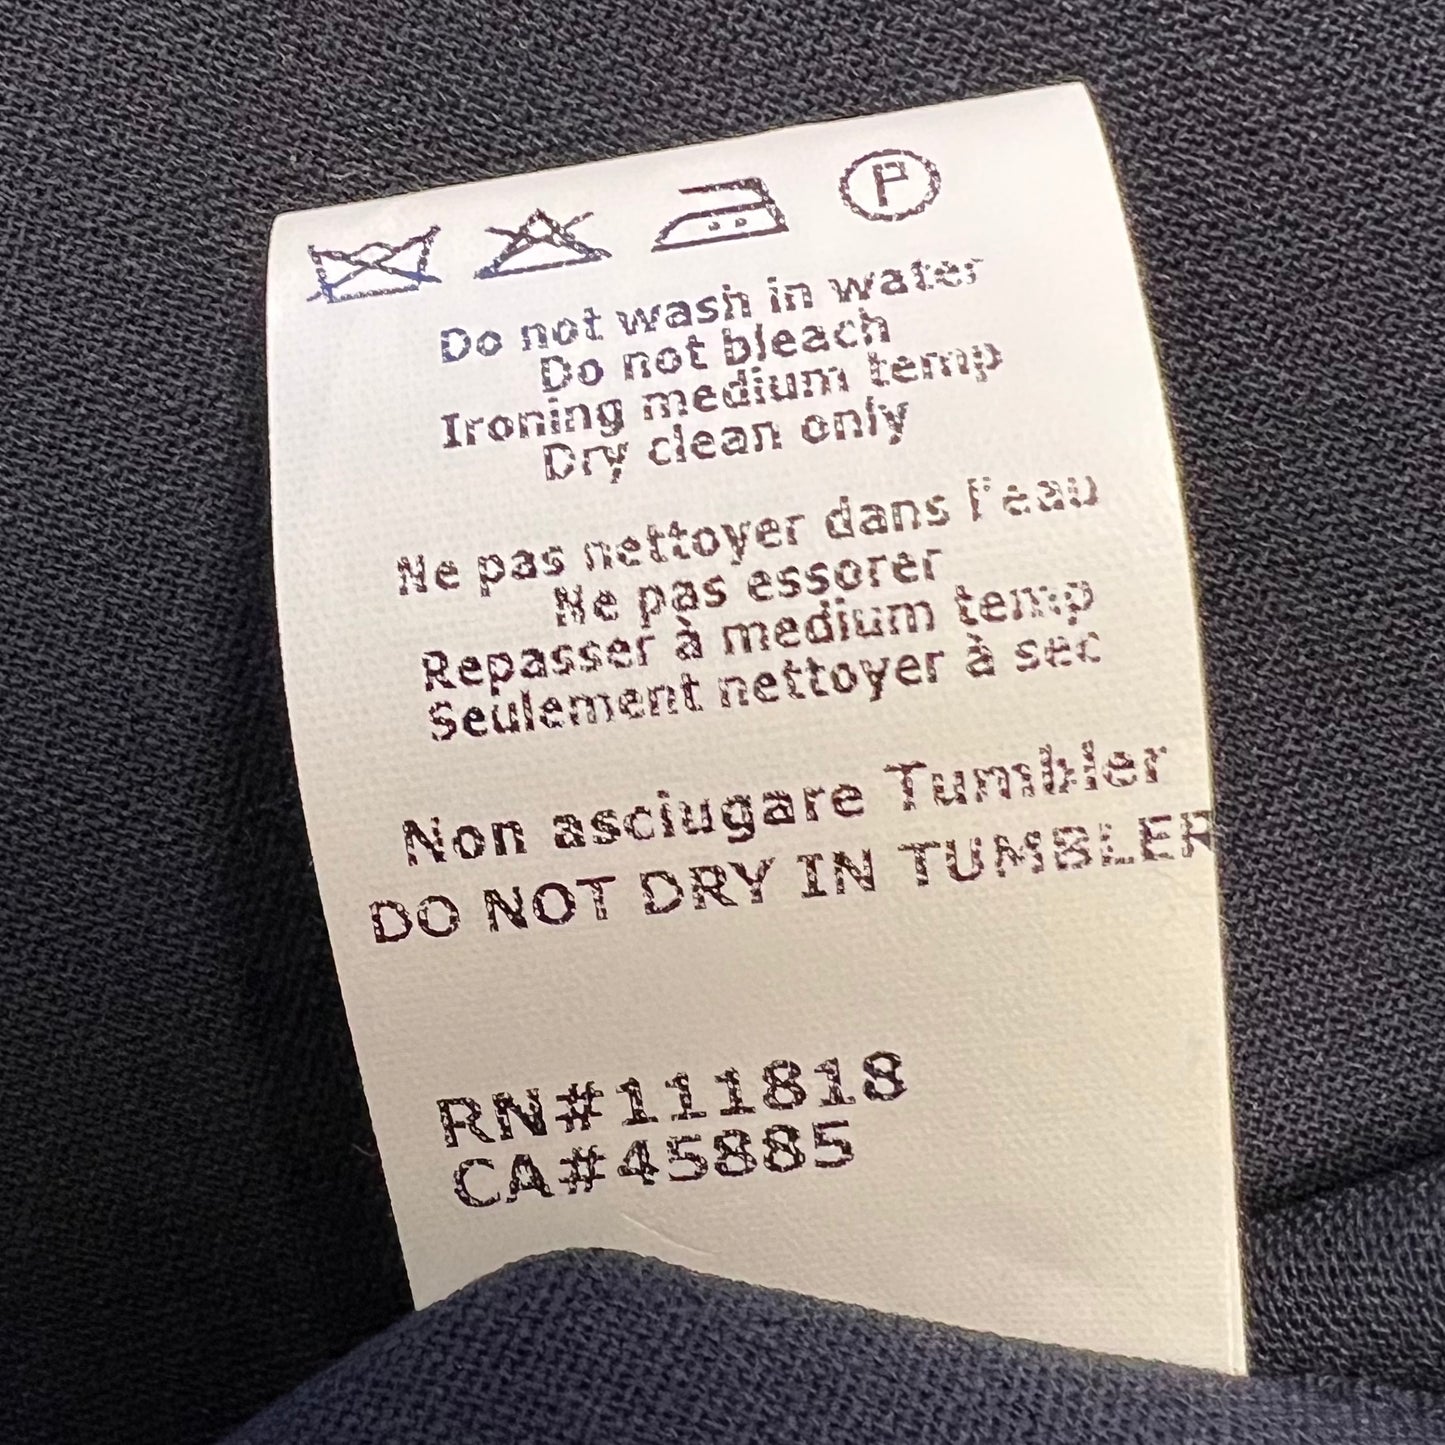 P
Do not wash in water
Do not bleach
Ironing medium temp
Dry clean only
Ne pas nettoyer dans l'eau
Ne pas essorer
Repasser à medium temp
Seulement nettoyer à sec
Non asciugare Tumbler
DO NOT DRY IN TUMBLER
RN#111818
CA#45885